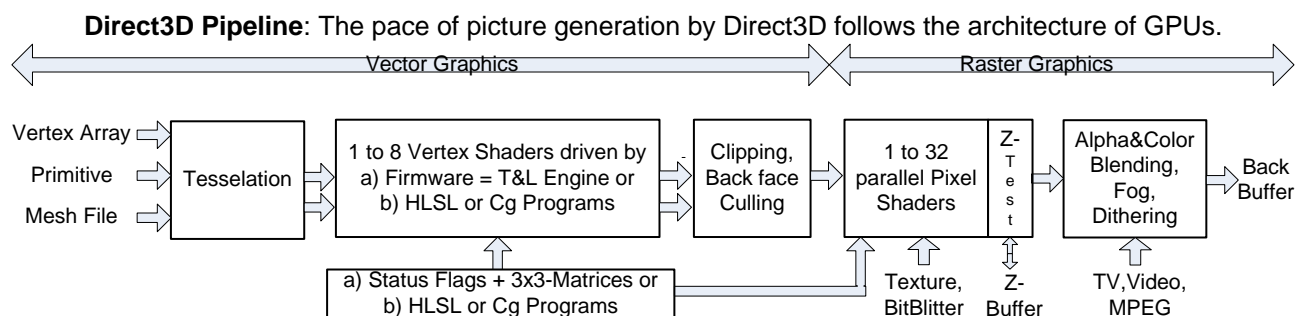 Direct3D Pipeline: The pace of picture generation by Direct3D follows the architecture of GPUs.
Vector Graphics
Raster Graphics
Vertex Array
Primitive
Mesh File
Tesselation
1 to 8 Vertex Shaders driven by
a) Firmware = T&L Engine or
b) HLSL or Cg Programs
Clipping,
Back face
Culling
1 to 32
parallel Pixel
Shaders
Z-
T
e
s
t
Alpha&Color
Blending,
Fog,
Dithering
Back
Buffer
a) Status Flags + 3x3-Matrices or
b) HLSL or Cg Programs
Texture,
BitBlitter
Z-
Buffer
TV,Video,
MPEG